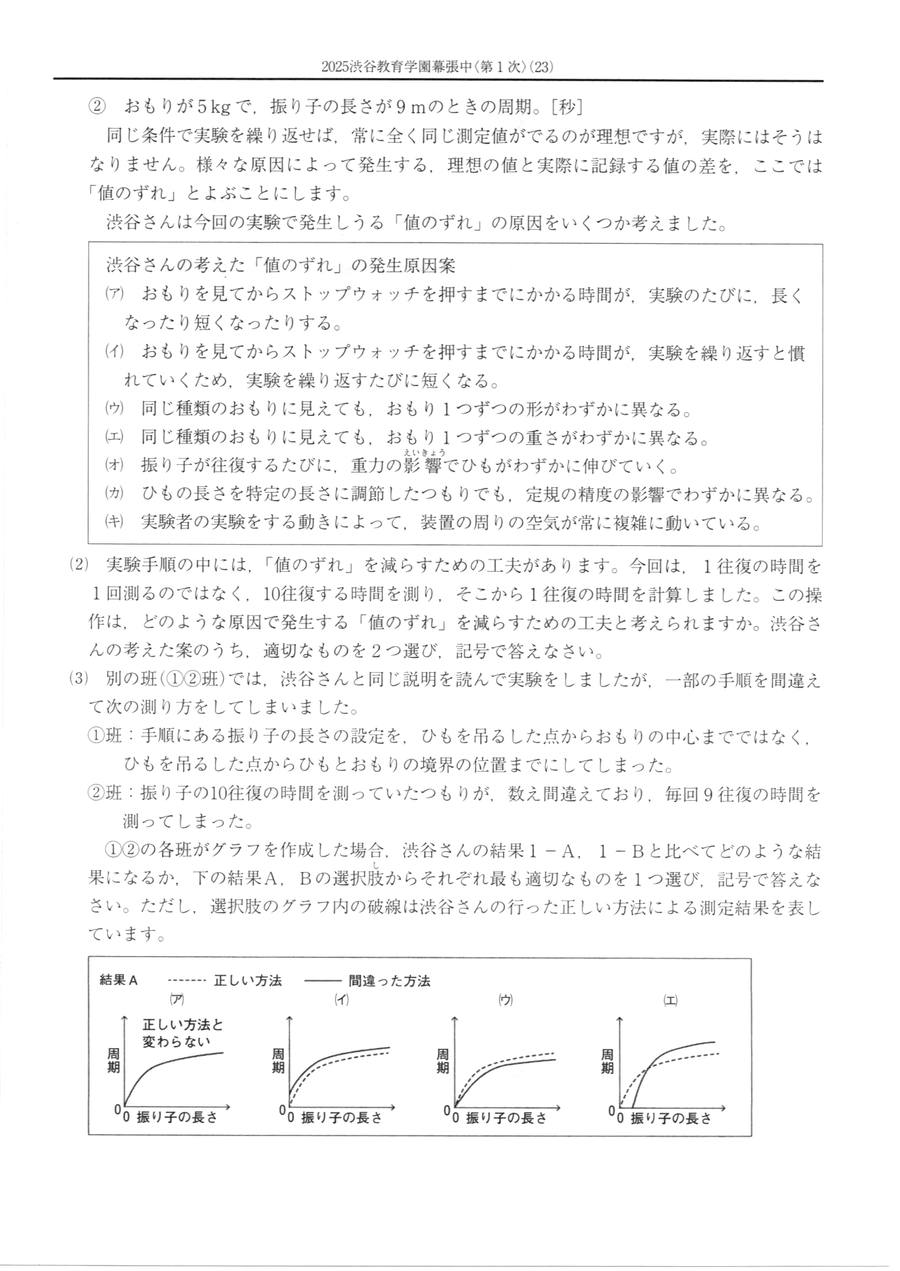 2025渋谷教育学園幕張中〈第1次〉(23)
② おもりが5kgで，振り子の長さが9mのときの周期。[秒]
同じ条件で実験を繰り返せば，常に全く同じ測定値がでるのが理想ですが，実際にはそうは
なりません。様々な原因によって発生する，理想の値と実際に記録する値の差を，ここでは
「値のずれ」とよぶことにします。
渋谷さんは今回の実験で発生しうる「値のずれ」の原因をいくつか考えました。
渋谷さんの考えた「値のずれ」の発生原因案
(ア) おもりを見てからストップウォッチを押すまでにかかる時間が，実験のたびに，長く
なったり短くなったりする。
(イ) おもりを見てからストップウォッチを押すまでにかかる時間が，実験を繰り返すと慣
れていくため，実験を繰り返すたびに短くなる。
(ウ) 同じ種類のおもりに見えても，おもり1つずつの形がわずかに異なる。
(エ) 同じ種類のおもりに見えても，おもり1つずつの重さがわずかに異なる。
えいきょう
(オ) 振り子が往復するたびに，重力の影響でひもがわずかに伸びていく。
(カ) ひもの長さを特定の長さに調節したつもりでも，定規の精度の影響でわずかに異なる。
(キ) 実験者の実験をする動きによって，装置の周りの空気が常に複雑に動いている。
(2) 実験手順の中には，「値のずれ」を減らすための工夫があります。今回は，1往復の時間を
1回測るのではなく，10往復する時間を測り，そこから1往復の時間を計算しました。この操
作は，どのような原因で発生する「値のずれ」を減らすための工夫と考えられますか。渋谷さ
んの考えた案のうち，適切なものを2つ選び，記号で答えなさい。
(3) 別の班(①②班)では，渋谷さんと同じ説明を読んで実験をしましたが，一部の手順を間違え
て次の測り方をしてしまいました。
①班：手順にある振り子の長さの設定を，ひもを吊るした点からおもりの中心までではなく，
ひもを吊るした点からひもとおもりの境界の位置までにしてしまった。
②班：振り子の10往復の時間を測っていたつもりが，数え間違えており，毎回9往復の時間を
測ってしまった。
①②の各班がグラフを作成した場合，渋谷さんの結果1－A，1－Bと比べてどのような結
し
果になるか，下の結果A，Bの選択肢からそれぞれ最も適切なものを1つ選び，記号で答えな
さい。ただし，選択肢のグラフ内の破線は渋谷さんの行った正しい方法による測定結果を表し
ています。
結果A ------ 正しい方法 —— 間違った方法
(ア) (イ) (ウ) (エ)
正しい方法と
変わらない
周期 周期 周期 周期
0 0 0 0
0 振り子の長さ 0 振り子の長さ 0 振り子の長さ 0 振り子の長さ